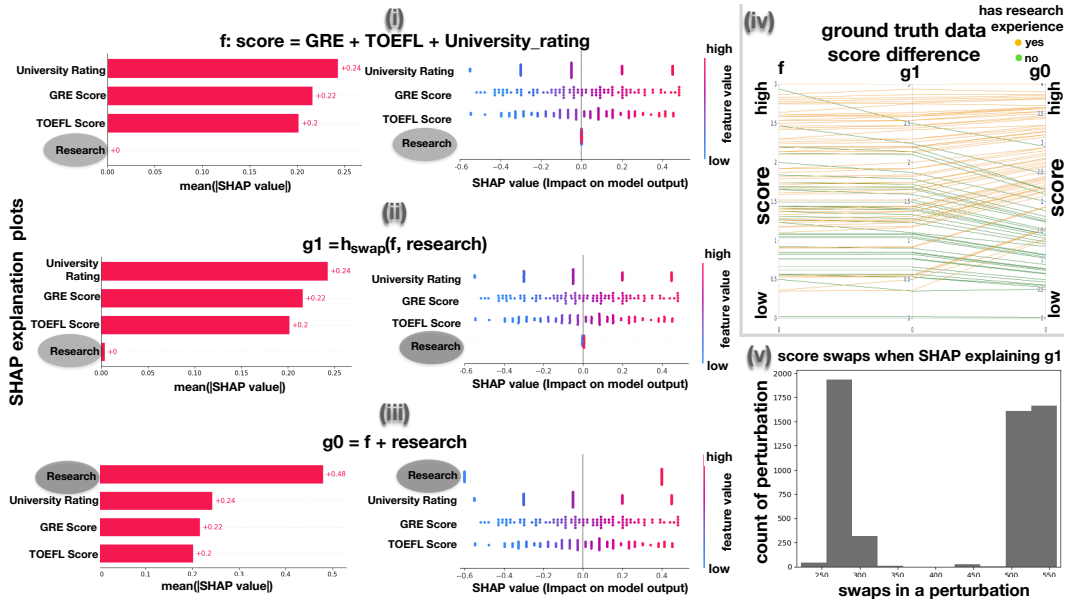 (i)
f: score = GRE + TOEFL + University_rating
University Rating
GRE Score
TOEFL Score
Research
+0.24
+0.22
+0.2
+0
0.00 0.05 0.10 0.15 0.20 0.25
mean(|SHAP value|)
University Rating
GRE Score
TOEFL Score
Research
−0.6 −0.4 −0.2 0.0 0.2 0.4
SHAP value (Impact on model output)
high
feature value
low
SHAP explanation plots
(ii)
g1 =hswap(f, research)
University
Rating
GRE Score
TOEFL Score
Research
+0.24
+0.22
+0.2
+0
0.00 0.05 0.10 0.15 0.20 0.25
mean(|SHAP value|)
University Rating
GRE Score
TOEFL Score
Research
-0.6 −0.4 −0.2 0.0 0.2 0.4
SHAP value (Impact on model output)
high
feature value
low
(iii)
g0 = f + research
Research
University Rating
GRE Score
TOEFL Score
+0.48
+0.24
+0.22
+0.2
0.0 0.1 0.2 0.3 0.4 0.5
mean(|SHAP value|)
Research
University Rating
GRE Score
TOEFL Score
−0.6 −0.4 −0.2 0.0 0.2 0.4
SHAP value (Impact on model output)
high
feature value
low
(iv)
ground truth data
score difference
has research
experience
yes
no
f
g1
g0
high
score
low
high
score
low
(v)
score swaps when SHAP explaining g1
count of perturbation
2000
1750
1500
1250
1000
750
500
250
0
250 300 350 400 450 500 550
swaps in a perturbation